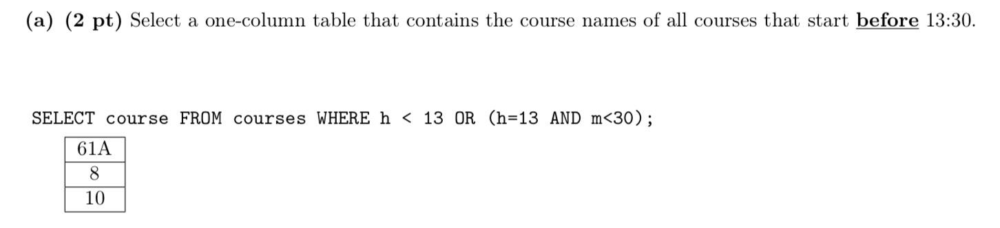 (a) (2 pt) Select a one-column table that contains the course names of all courses that start before 13:30.
SELECT course FROM courses WHERE h < 13 OR (h=13 AND m<30);
61A
8
10